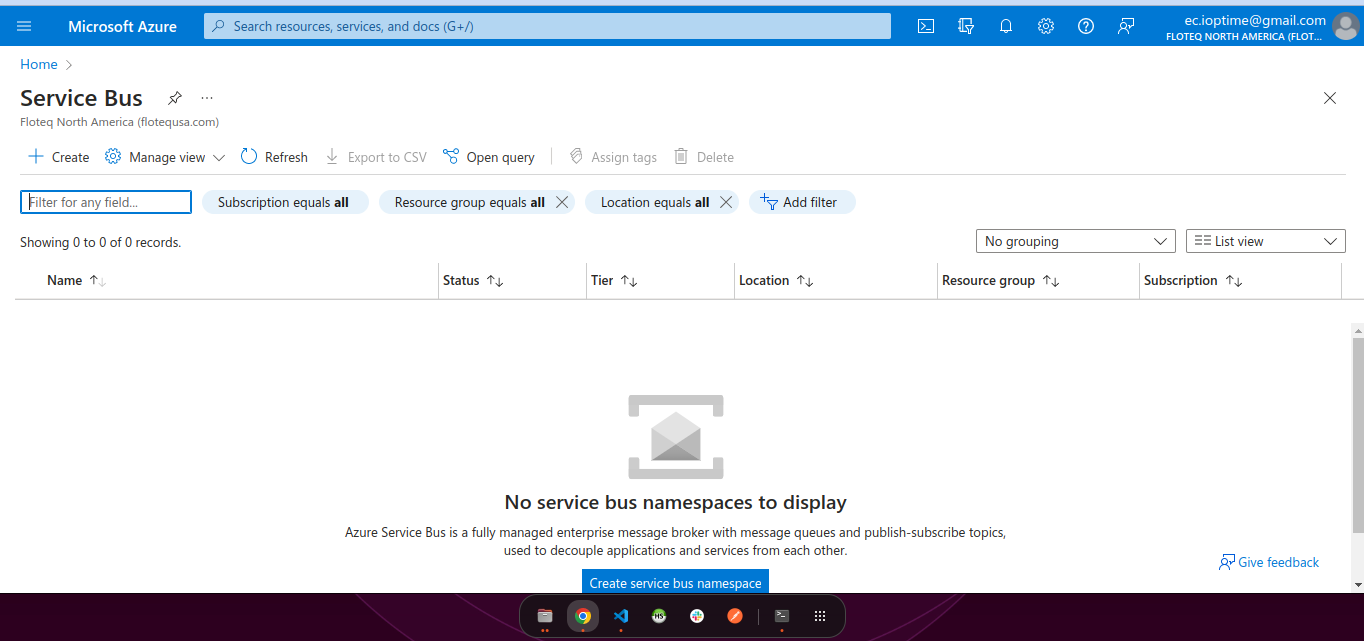 Microsoft Azure
Search resources, services, and docs (G+/)
ec.ioptime@gmail.com
FLOTEQ NORTH AMERICA (FLOT...
Home
Service Bus
...
Floteq North America (flotequsa.com)
Create
Manage view
Refresh
Export to CSV
Open query
Assign tags
Delete
Filter for any field...
Subscription equals all
Resource group equals all
Location equals all
Add filter
Showing 0 to 0 of 0 records.
No grouping
List view
Name
Status
Tier
Location
Resource group
Subscription
No service bus namespaces to display
Azure Service Bus is a fully managed enterprise message broker with message queues and publish-subscribe topics,
used to decouple applications and services from each other.
Give feedback
Create service bus namespace
HS